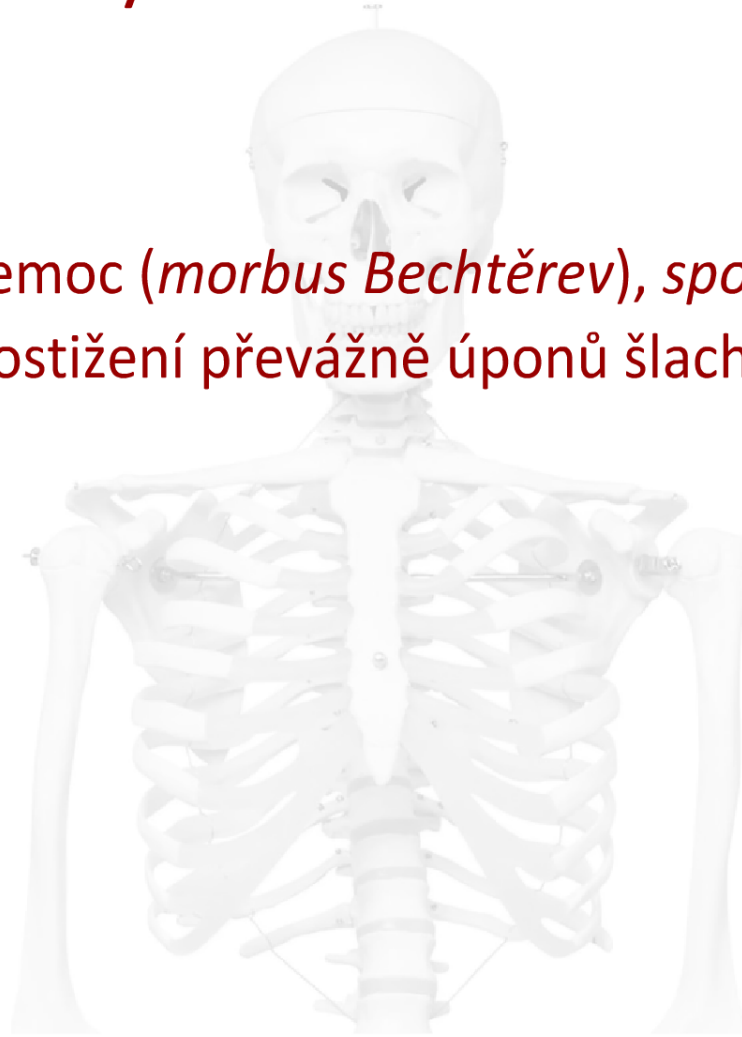 emoc (morbus Bechtěrev), spo
ostižení převážně úponů šlach